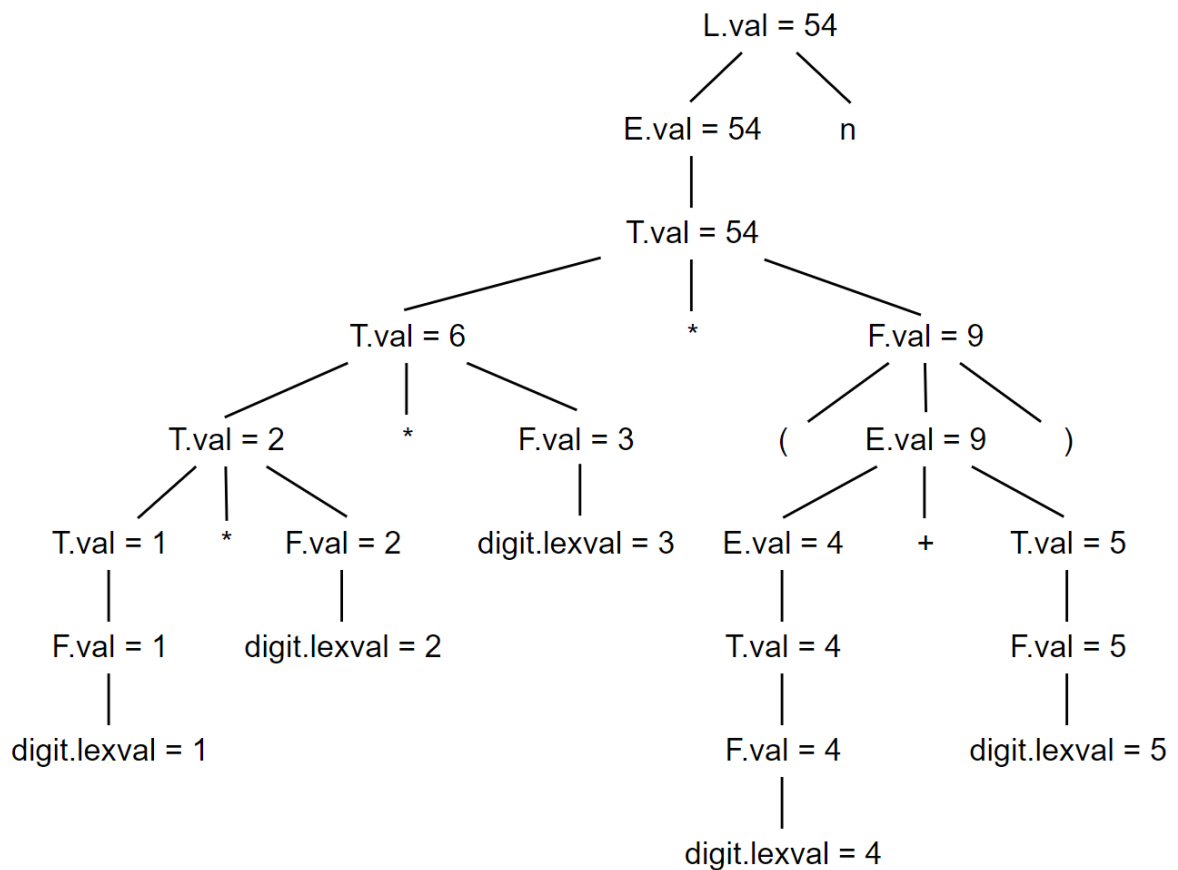 L.val = 54
E.val = 54 n
T.val = 54
T.val = 6 * F.val = 9
T.val = 2 * F.val = 3 ( E.val = 9 )
T.val = 1 * F.val = 2 digit.lexval = 3 E.val = 4 + T.val = 5
F.val = 1 digit.lexval = 2 T.val = 4 F.val = 5
digit.lexval = 1 F.val = 4 digit.lexval = 5
digit.lexval = 4